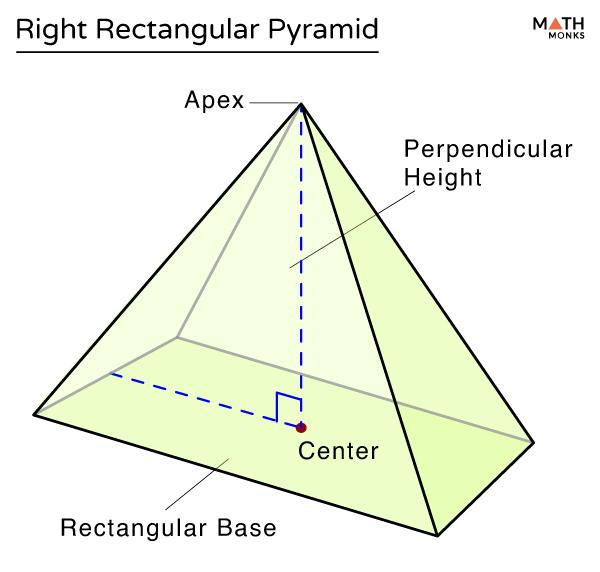 Right Rectangular Pyramid
MATH
MONKS
Apex
Perpendicular
Height
Center
Rectangular Base